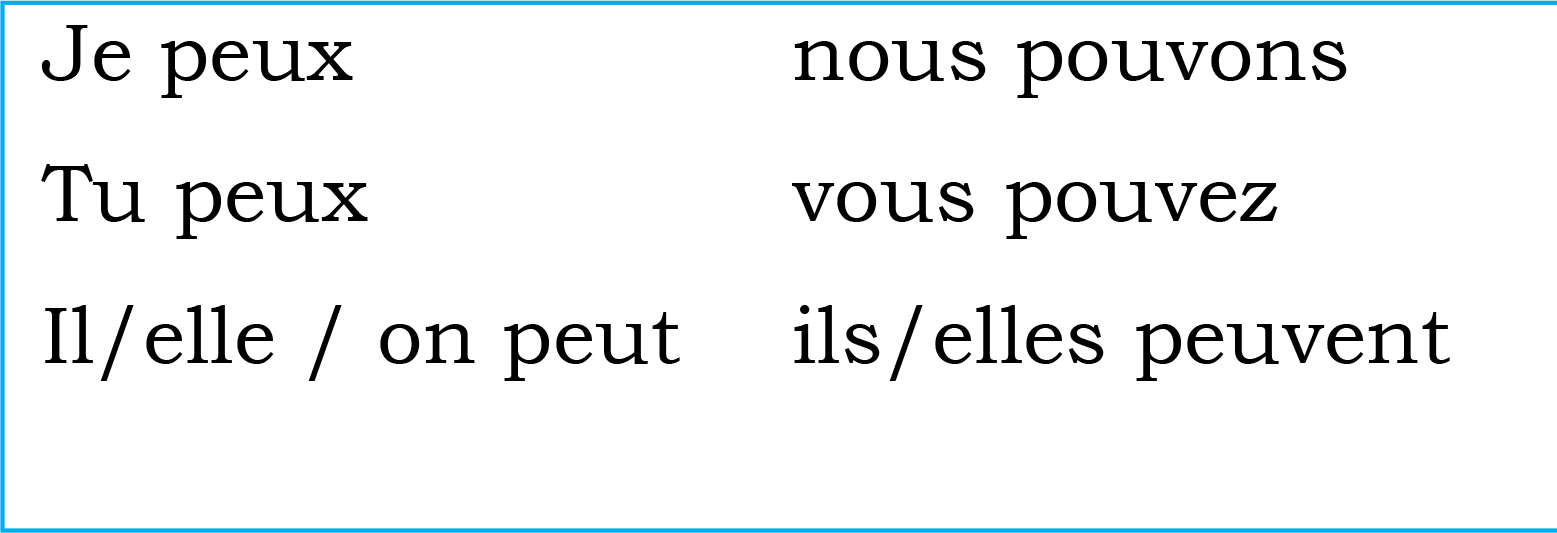 Je peux nous pouvons
Tu peux vous pouvez
Il/elle / on peut ils/elles peuvent